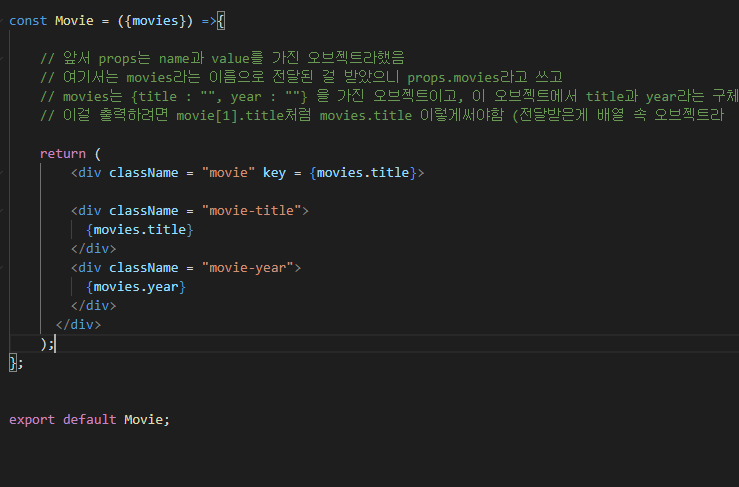 const Movie = ({movies}) =>{
// 앞서 props는 name과 value를 가진 오브젝트라했음
// 여기서는 movies라는 이름으로 전달된 걸 받았으니 props.movies라고 쓰고
// movies는 {title : "", year : ""} 을 가진 오브젝트이고, 이 오브젝트에서 title과 year라는 구체
// 이걸 출력하려면 movie[1].title처럼 movies.title 이렇게써야함 (전달받은게 배열 속 오브젝트라
return (
<div className = "movie" key = {movies.title}>
<div className = "movie-title">
{movies.title}
</div>
<div className = "movie-year">
{movies.year}
</div>
</div>
);
};
export default Movie;